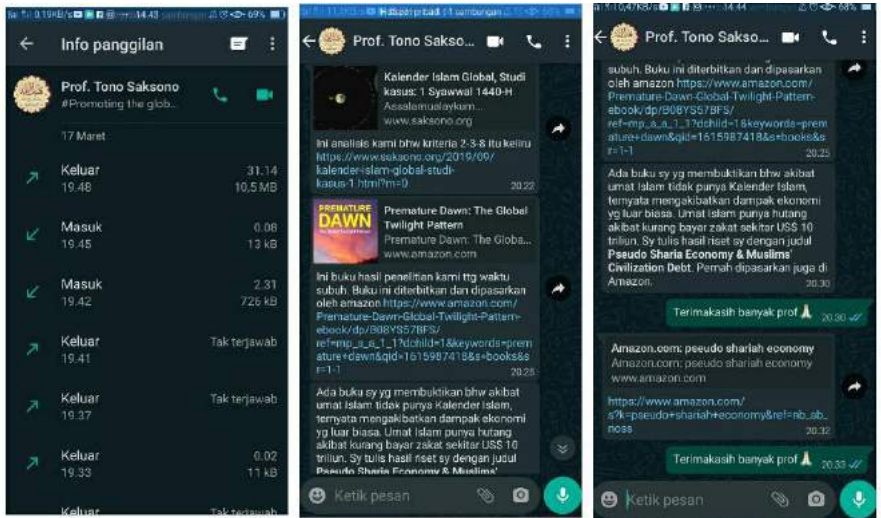 14.43
69%
Info panggilan
Prof. Tono Saksono
#Promoting the glob...
17 Maret
Keluar 31.14
19.48 10,5 MB
Masuk 0.08
19.45 13 kB
Masuk 2.31
19.42 726 kB
Keluar Tak terjawab
19.41
Keluar Tak terjawab
19.37
Keluar 0.02
19.33 11 kB
Keluar Tak terjawab
Prof. Tono Sakso...
Kalender Islam Global, Studi
kasus: 1 Syawwal 1440-H
Assalamualaykum...
www.saksono.org
Ini analisis kami bhw kriteria 2-3-8 itu keliru
https://www.saksono.org/2019/09/
kalender-islam-global-studi-
kasus-1.html?m=0 20.22
PREMATURE
DAWN
Premature Dawn: The Global
Twilight Pattern
Premature Dawn: The Globa...
www.amazon.com
Ini buku hasil penelitian kami ttg waktu
subuh. Buku ini diterbitkan dan dipasarkan
oleh amazon https://www.amazon.com/
Premature-Dawn-Global-Twilight-Pattern-
ebook/dp/B08YS57BFS/
ref=mp_s_a_1_1?dchild=1&keywords=prem
ature+dawn&qid=1615987418&s=books&s
r=1-1 20.25
Ada buku sy yg membuktikan bhw akibat
umat Islam tidak punya Kalender Islam,
ternyata mengakibatkan dampak ekonomi
yg luar biasa. Umat Islam punya hutang
akibat kurang bayar zakat sekitar US$ 10
triliun. Sy tulis hasil riset sy dengan judul
Pseudo Sharia Economy & Muslims'
Ketik pesan
14.44
68%
Prof. Tono Sakso...
subuh. Buku ini diterbitkan dan dipasarkan
oleh amazon https://www.amazon.com/
Premature-Dawn-Global-Twilight-Pattern-
ebook/dp/B08YS57BFS/
ref=mp_s_a_1_1?dchild=1&keywords=prem
ature+dawn&qid=1615987418&s=books&s
r=1-1 20.25
Ada buku sy yg membuktikan bhw akibat
umat Islam tidak punya Kalender Islam,
ternyata mengakibatkan dampak ekonomi
yg luar biasa. Umat Islam punya hutang
akibat kurang bayar zakat sekitar US$ 10
triliun. Sy tulis hasil riset sy dengan judul
Pseudo Sharia Economy & Muslims'
Civilization Debt. Pernah dipasarkan juga di
Amazon. 20.30
Terimakasih banyak prof 🙏 20.30
Amazon.com: pseudo shariah economy
Amazon.com: pseudo shariah economy
www.amazon.com
https://www.amazon.com/
s?k=pseudo+shariah+economy&ref=nb_sb_
noss 20.32
Terimakasih banyak prof 🙏 20.33
Ketik pesan